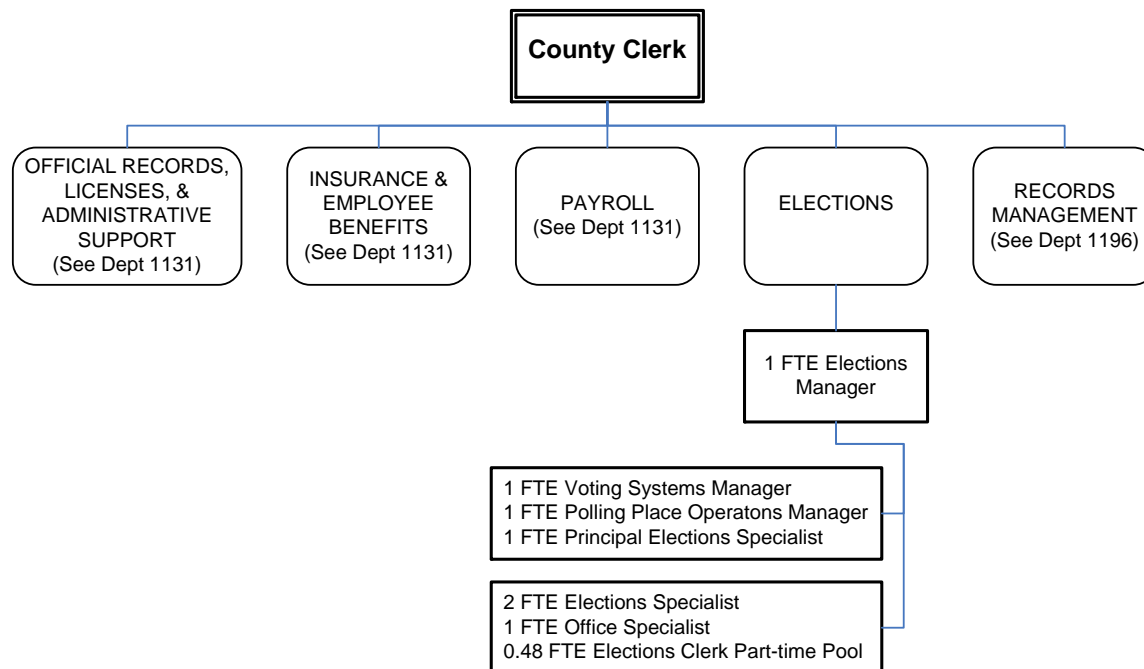 County Clerk
OFFICIAL RECORDS,
LICENSES, &
ADMINISTRATIVE
SUPPORT
(See Dept 1131)
INSURANCE &
EMPLOYEE
BENEFITS
(See Dept 1131)
PAYROLL
(See Dept 1131)
ELECTIONS
RECORDS
MANAGEMENT
(See Dept 1196)
1 FTE Elections
Manager
1 FTE Voting Systems Manager
1 FTE Polling Place Operatons Manager
1 FTE Principal Elections Specialist
2 FTE Elections Specialist
1 FTE Office Specialist
0.48 FTE Elections Clerk Part-time Pool